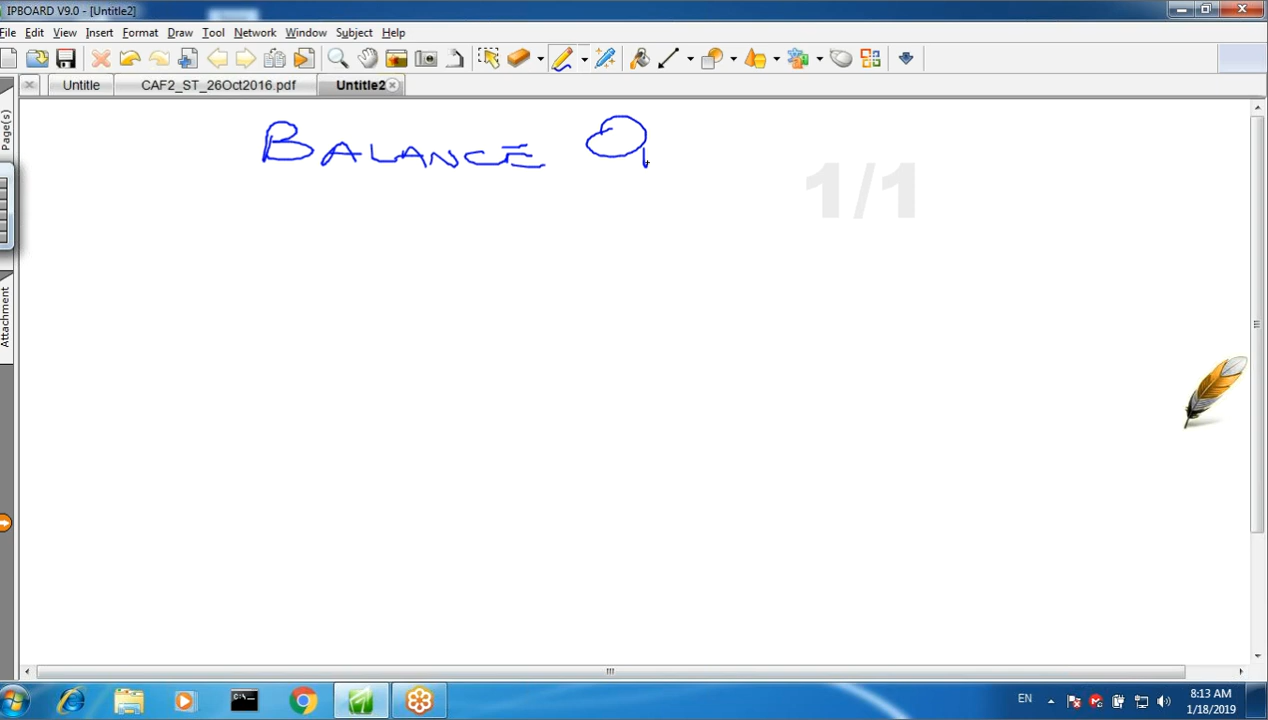 IPBOARD V9.0 - [Untitle2]
File Edit View Insert Format Draw Tool Network Window Subject Help
Untitle CAF2_ST_26Oct2016.pdf Untitle2
Page(s)
Attachment
BALANCE O
1/1
EN 8:13 AM
1/18/2019